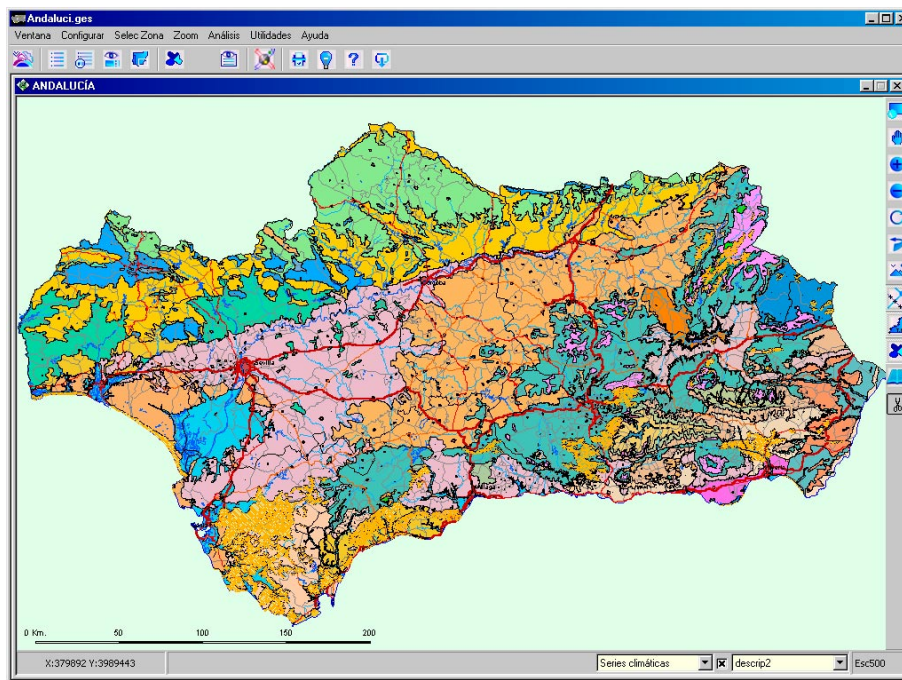 Andaluci.ges
Ventana Configurar Selec Zona Zoom Análisis Utilidades Ayuda
ANDALUCÍA
0 Km. 50 100 150 200
X:379892 Y:3989443 Series climáticas descrip2 Esc500